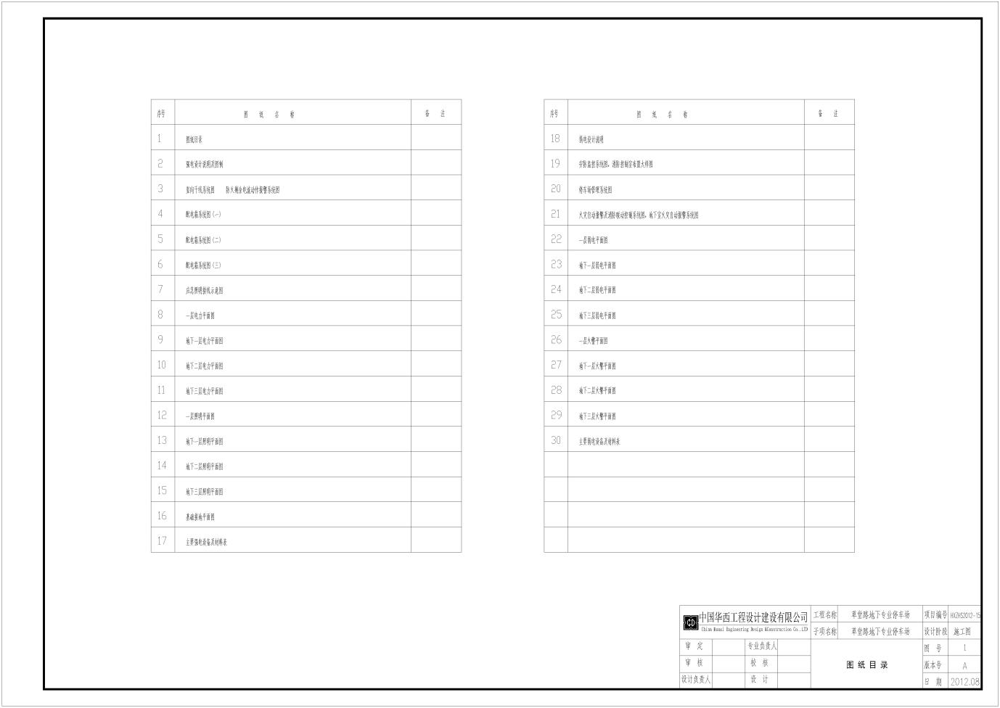 序号 图 纸 名 称 备 注
1 图纸目录
2 强电设计说明及图例
3 竖向干线系统图 防火剩余电流动作报警系统图
4 配电箱系统图(一)
5 配电箱系统图(二)
6 配电箱系统图(三)
7 应急照明接线示意图
8 一层电力平面图
9 地下一层电力平面图
10 地下二层电力平面图
11 地下三层电力平面图
12 一层照明平面图
13 地下一层照明平面图
14 地下二层照明平面图
15 地下三层照明平面图
16 基础接地平面图
17 主要强电设备及材料表
序号 图 纸 名 称 备 注
18 弱电设计说明
19 安防监控系统图，消防控制室布置大样图
20 停车场管理系统图
21 火灾自动报警及消防联动控制系统图，地下室火灾自动报警系统图
22 一层弱电平面图
23 地下一层弱电平面图
24 地下二层弱电平面图
25 地下三层弱电平面图
26 一层火警平面图
27 地下一层火警平面图
28 地下二层火警平面图
29 地下三层火警平面图
30 主要弱电设备及材料表
CD 中国华西工程设计建设有限公司
China Huaxi Engineering Design &Construction Co.,LTD
工程名称 草堂路地下专业停车场 项目编号 HXZHS2012-15
子项名称 草堂路地下专业停车场 设计阶段 施工图
审 定 专业负责人 图 号 1
审 核 校 核 图纸目录 版本号 A
设计负责人 设 计 日 期 2012.08